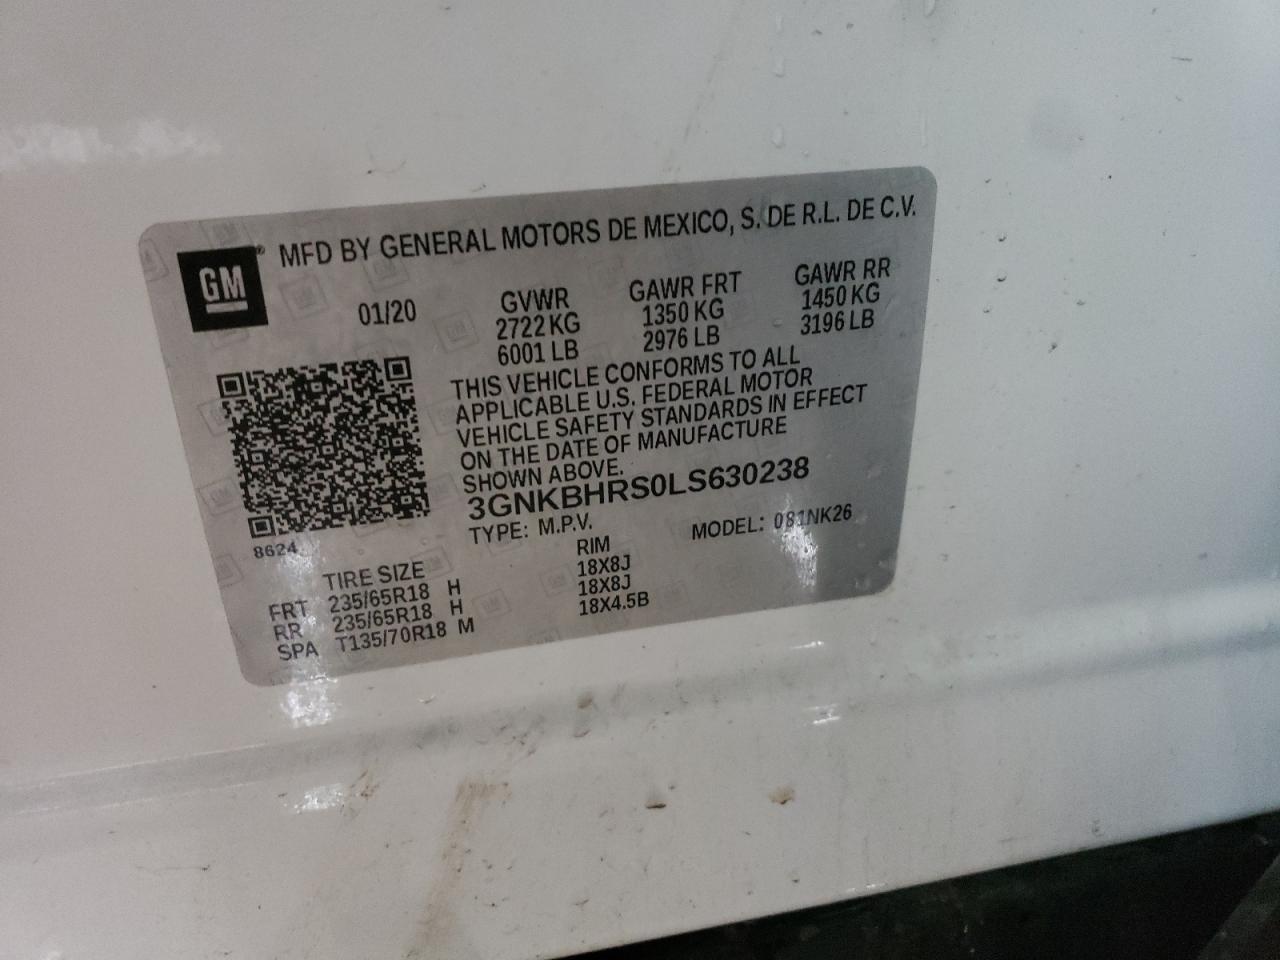 GM
MFD BY GENERAL MOTORS DE MEXICO, S. DE R.L. DE C.V.
01/20
GVWR
2722 KG
6001 LB
GAWR FRT
1350 KG
2976 LB
GAWR RR
1450 KG
3196 LB
THIS VEHICLE CONFORMS TO ALL
APPLICABLE U.S. FEDERAL MOTOR
VEHICLE SAFETY STANDARDS IN EFFECT
ON THE DATE OF MANUFACTURE
SHOWN ABOVE.
3GNKBHRS0LS630238
TYPE: M.P.V. MODEL: 081NK26
8624
TIRE SIZE RIM
FRT 235/65R18 H 18X8J
RR 235/65R18 H 18X8J
SPA T135/70R18 M 18X4.5B